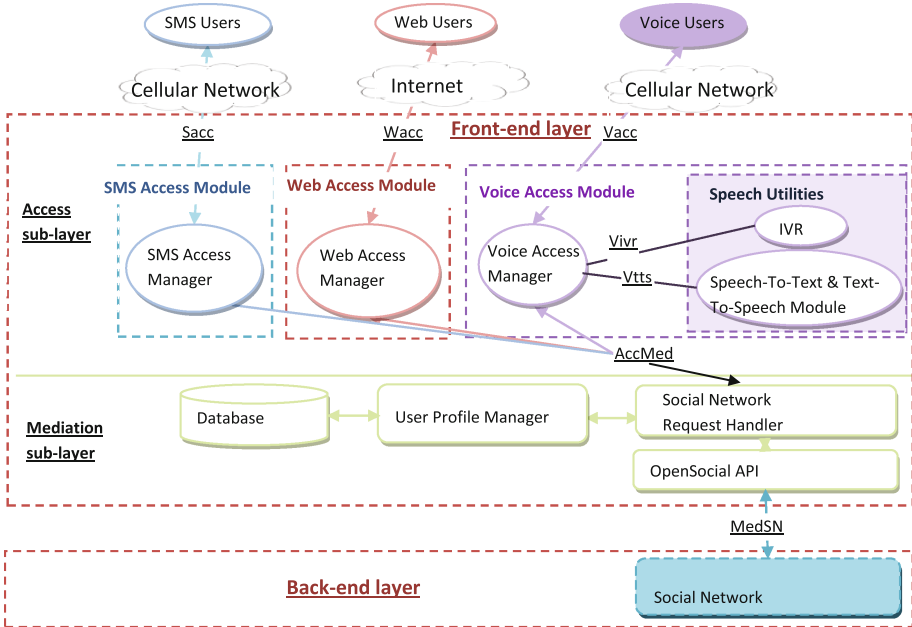 SMS Users
Web Users
Voice Users
Cellular Network
Internet
Cellular Network
Sacc
Wacc
Front-end layer
Vacc
SMS Access Module
Web Access Module
Voice Access Module
Speech Utilities
Access
sub-layer
SMS Access
Manager
Web Access
Manager
Voice Access
Manager
Vivr
Vtts
IVR
Speech-To-Text & Text-
To-Speech Module
AccMed
Mediation
sub-layer
Database
User Profile Manager
Social Network
Request Handler
OpenSocial API
MedSN
Back-end layer
Social Network